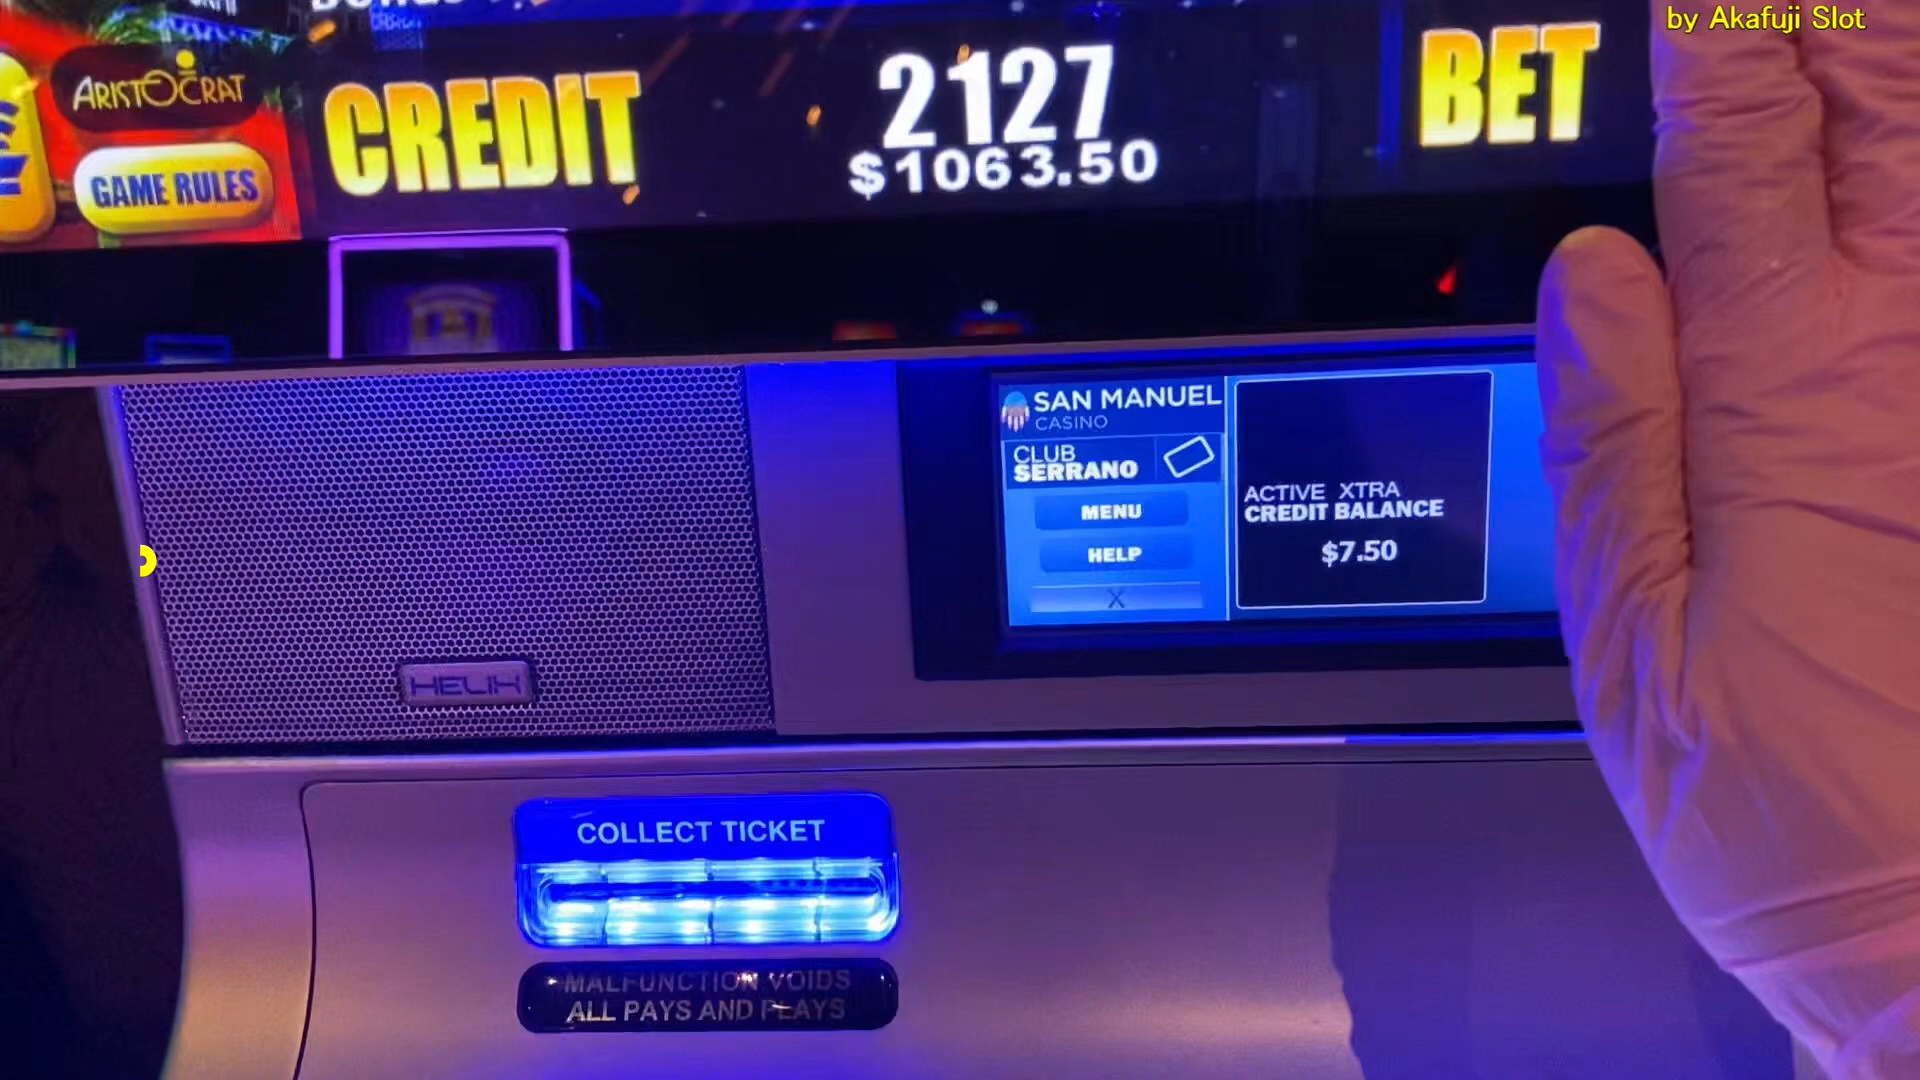 by Akafuji Slot
ARISTOCRAT
GAME RULES
CREDIT
2127
$1063.50
BET
SAN MANUEL
CASINO
CLUB
SERRANO
MENU
HELP
X
ACTIVE XTRA
CREDIT BALANCE
$7.50
HELIX
COLLECT TICKET
MALFUNCTION VOIDS
ALL PAYS AND PLAYS